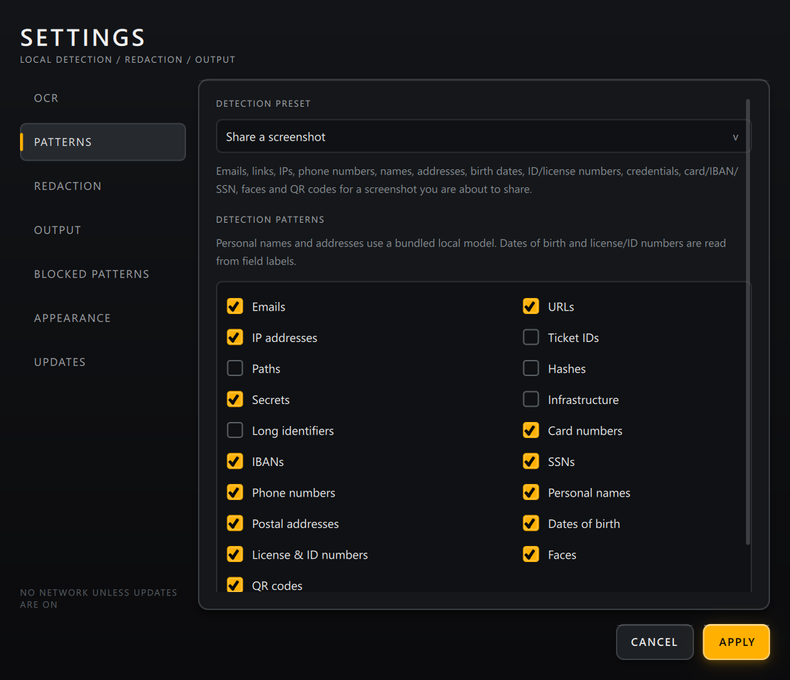 SETTINGS
LOCAL DETECTION / REDACTION / OUTPUT
OCR
PATTERNS
REDACTION
OUTPUT
BLOCKED PATTERNS
APPEARANCE
UPDATES
NO NETWORK UNLESS UPDATES
ARE ON
DETECTION PRESET
Share a screenshot v
Emails, links, IPs, phone numbers, names, addresses, birth dates, ID/license numbers, credentials, card/IBAN/
SSN, faces and QR codes for a screenshot you are about to share.
DETECTION PATTERNS
Personal names and addresses use a bundled local model. Dates of birth and license/ID numbers are read
from field labels.
Emails URLs
IP addresses Ticket IDs
Paths Hashes
Secrets Infrastructure
Long identifiers Card numbers
IBANs SSNs
Phone numbers Personal names
Postal addresses Dates of birth
License & ID numbers Faces
QR codes
CANCEL APPLY